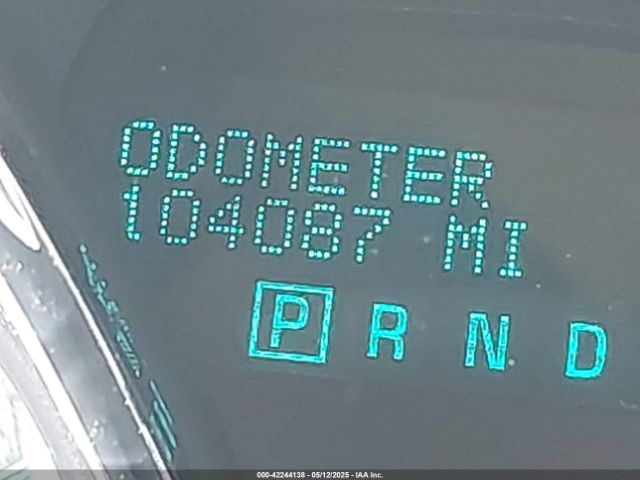 ODOMETER
104087 MI
P R N D
000-42244138 - 05/12/2025 - IAA Inc.